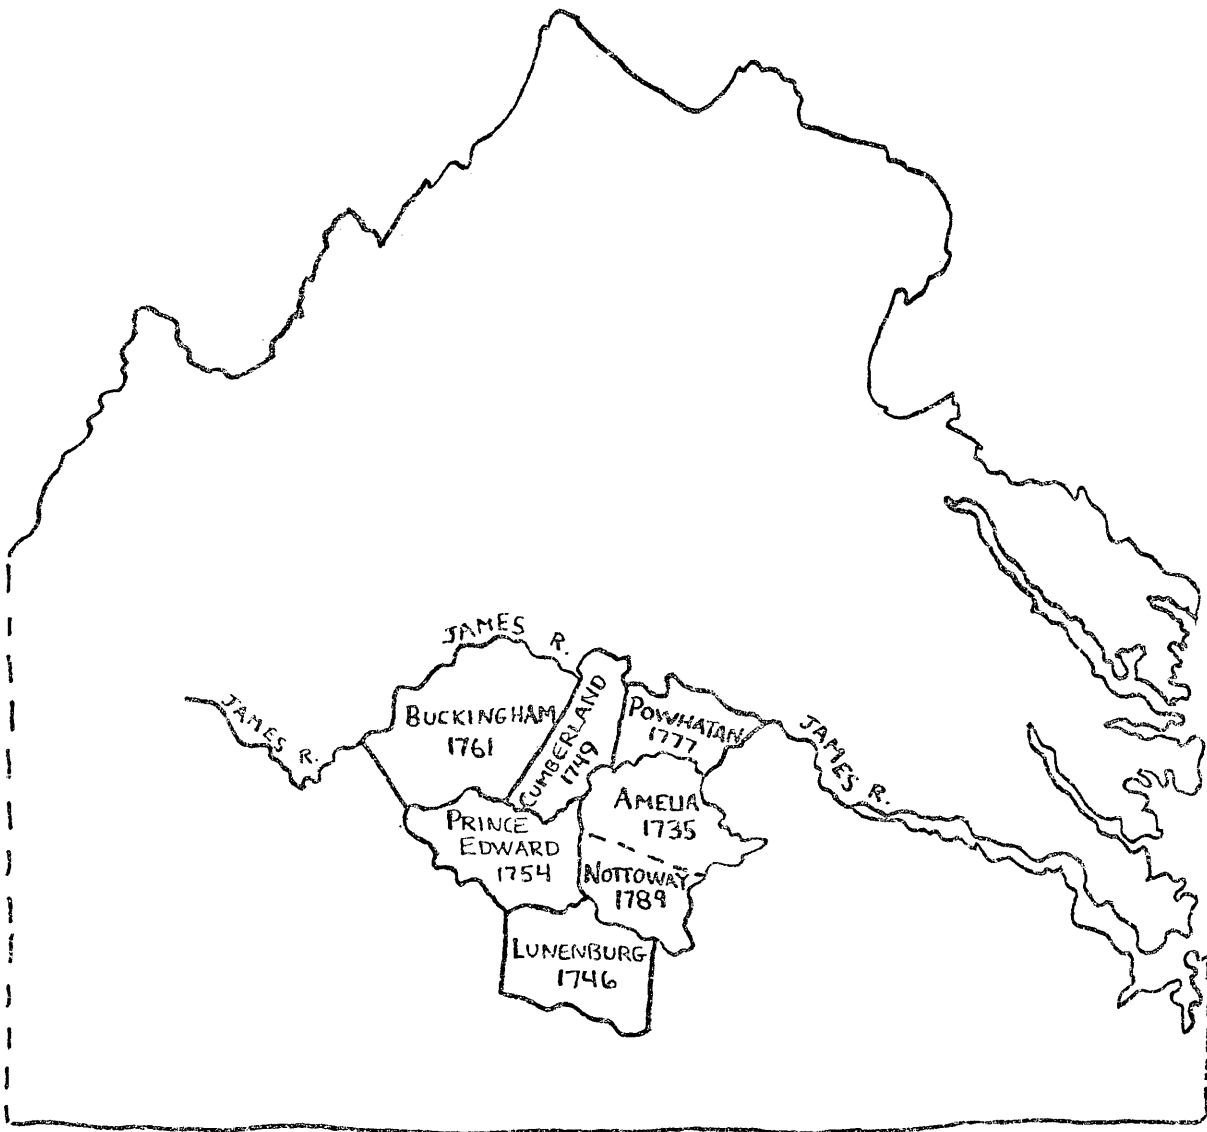 JAMES R.
JAMES R.
BUCKINGHAM
1761
CUMBERLAND
1749
POWHATAN
1777
JAMES R.
AMELIA
1735
PRINCE
EDWARD
1754
NOTTOWAY
1789
LUNENBURG
1746